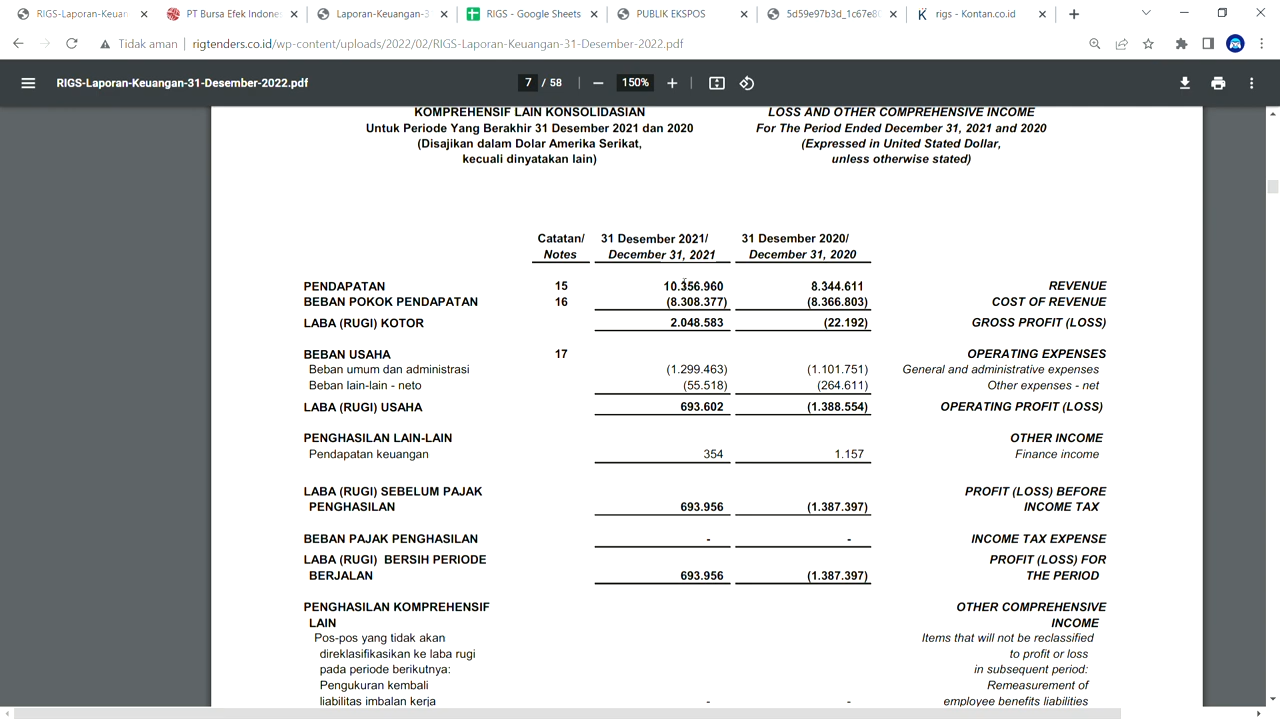 RIGS-Laporan-Keuan
PT Bursa Efek Indones
Laporan-Keuangan-3
RIGS - Google Sheets
PUBLIK EKSPOS
5d59e97b3d_1c67e80
rigs - Kontan.co.id
Tidak aman | rigtenders.co.id/wp-content/uploads/2022/02/RIGS-Laporan-Keuangan-31-Desember-2022.pdf
RIGS-Laporan-Keuangan-31-Desember-2022.pdf 7 / 58 150%
KOMPREHENSIF LAIN KONSOLIDASIAN LOSS AND OTHER COMPREHENSIVE INCOME
Untuk Periode Yang Berakhir 31 Desember 2021 dan 2020 For The Period Ended December 31, 2021 and 2020
(Disajikan dalam Dolar Amerika Serikat, (Expressed in United Stated Dollar,
kecuali dinyatakan lain) unless otherwise stated)
Catatan/ 31 Desember 2021/ 31 Desember 2020/
Notes December 31, 2021 December 31, 2020
PENDAPATAN 15 10.356.960 8.344.611 REVENUE
BEBAN POKOK PENDAPATAN 16 (8.308.377) (8.366.803) COST OF REVENUE
LABA (RUGI) KOTOR 2.048.583 (22.192) GROSS PROFIT (LOSS)
BEBAN USAHA 17 OPERATING EXPENSES
Beban umum dan administrasi (1.299.463) (1.101.751) General and administrative expenses
Beban lain-lain - neto (55.518) (264.611) Other expenses - net
LABA (RUGI) USAHA 693.602 (1.388.554) OPERATING PROFIT (LOSS)
PENGHASILAN LAIN-LAIN OTHER INCOME
Pendapatan keuangan 354 1.157 Finance income
LABA (RUGI) SEBELUM PAJAK PROFIT (LOSS) BEFORE
PENGHASILAN 693.956 (1.387.397) INCOME TAX
BEBAN PAJAK PENGHASILAN - - INCOME TAX EXPENSE
LABA (RUGI) BERSIH PERIODE PROFIT (LOSS) FOR
BERJALAN 693.956 (1.387.397) THE PERIOD
PENGHASILAN KOMPREHENSIF OTHER COMPREHENSIVE
LAIN INCOME
Pos-pos yang tidak akan Items that will not be reclassified
direklasifikasikan ke laba rugi to profit or loss
pada periode berikutnya: in subsequent period:
Pengukuran kembali Remeasurement of
liabilitas imbalan kerja - - employee benefits liabilities